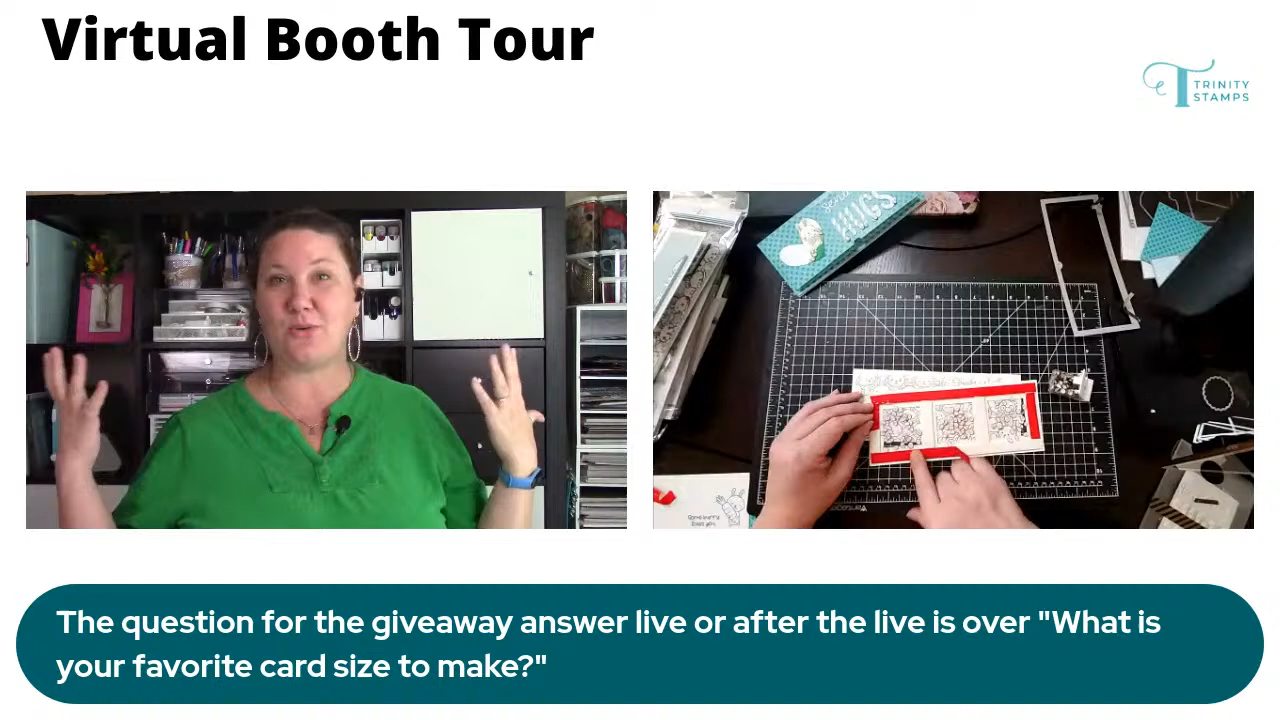 Virtual Booth Tour
TRINITY
STAMPS
HUGS
The question for the giveaway answer live or after the live is over "What is
your favorite card size to make?"